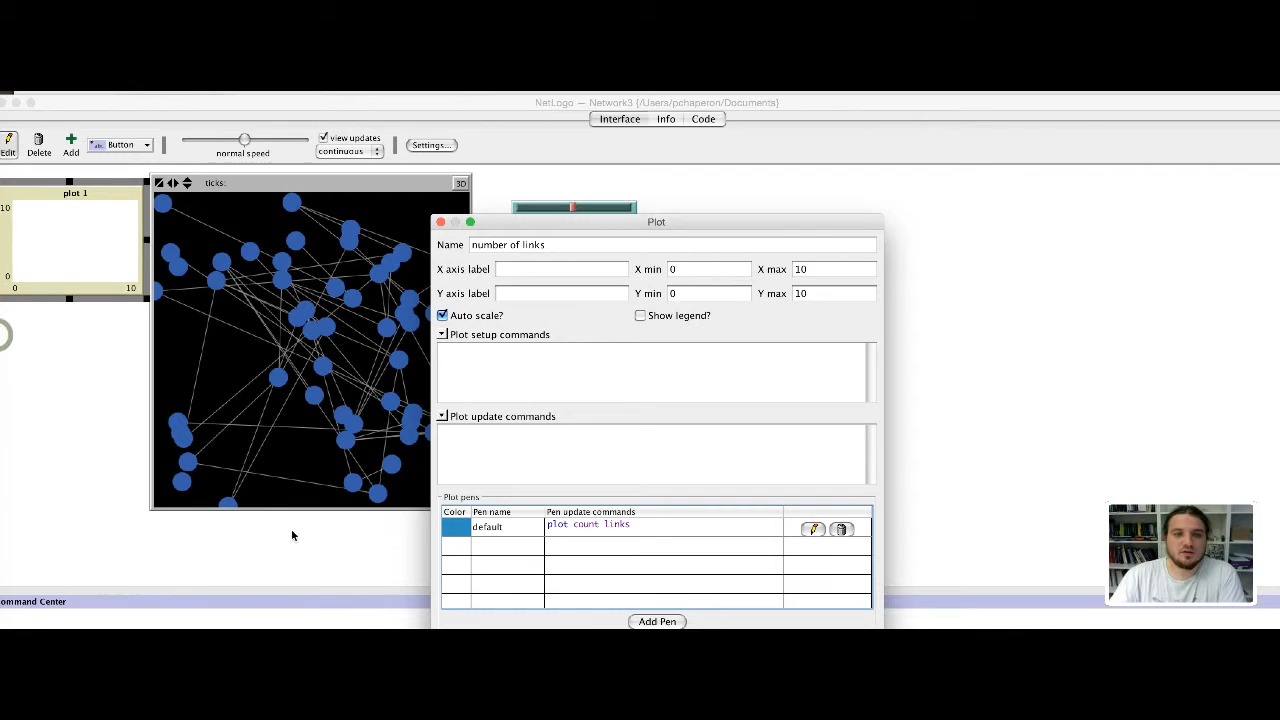 NetLogo — Network3 {/Users/pchaperon/Documents}
Interface Info Code
Edit Delete Add Button normal speed view updates continuous Settings...
plot 1
10
0
0 10
ticks:
3D
Plot
Name number of links
X axis label X min 0 X max 10
Y axis label Y min 0 Y max 10
Auto scale? Show legend?
Plot setup commands
Plot update commands
Plot pens
Color Pen name Pen update commands
default plot count links
Add Pen
ommand Center